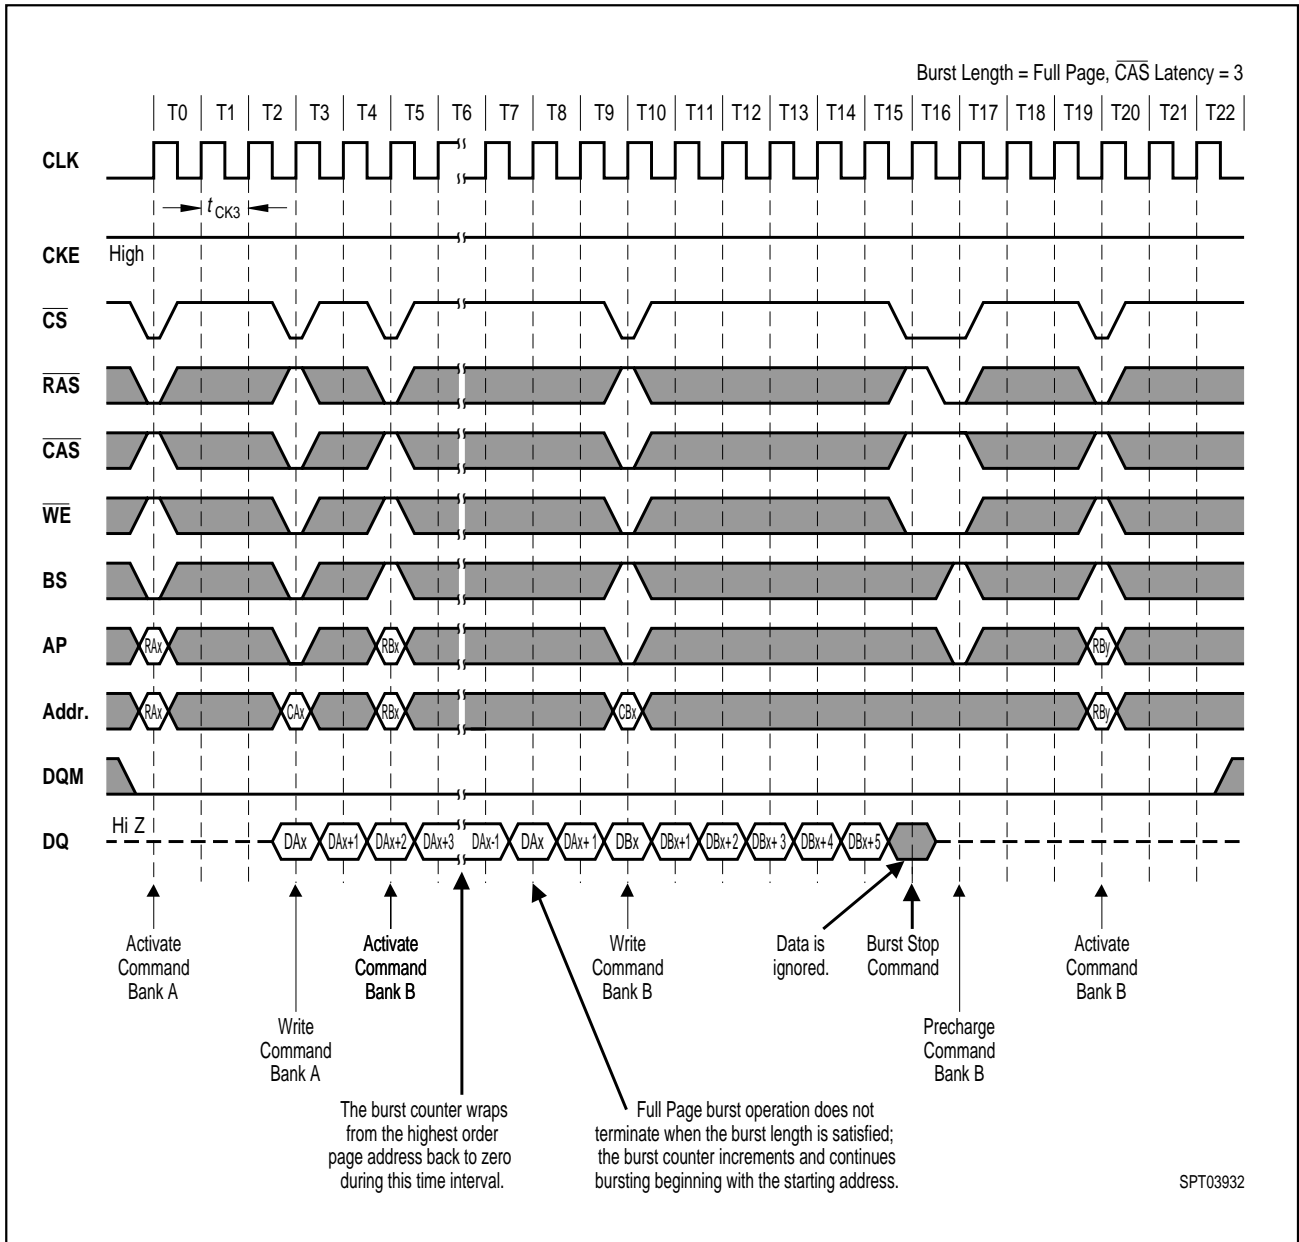 Burst Length = Full Page, CAS Latency = 3
T0 T1 T2 T3 T4 T5 T6 T7 T8 T9 T10 T11 T12 T13 T14 T15 T16 T17 T18 T19 T20 T21 T22
CLK
tCK3
CKE High
CS
RAS
CAS
WE
BS
AP RAx RBx RBy
Addr. RAx CAx RBx CBx RBy
DQM
DQ Hi Z DAx DAx+1 DAx+2 DAx+3 DAx-1 DAx DAx+1 DBx DBx+1 DBx+2 DBx+3 DBx+4 DBx+5
Activate
Command
Bank A
Write
Command
Bank A
Activate
Command
Bank B
The burst counter wraps
from the highest order
page address back to zero
during this time interval.
Full Page burst operation does not
terminate when the burst length is satisfied;
the burst counter increments and continues
bursting beginning with the starting address.
Write
Command
Bank B
Data is
ignored.
Burst Stop
Command
Precharge
Command
Bank B
Activate
Command
Bank B
SPT03932